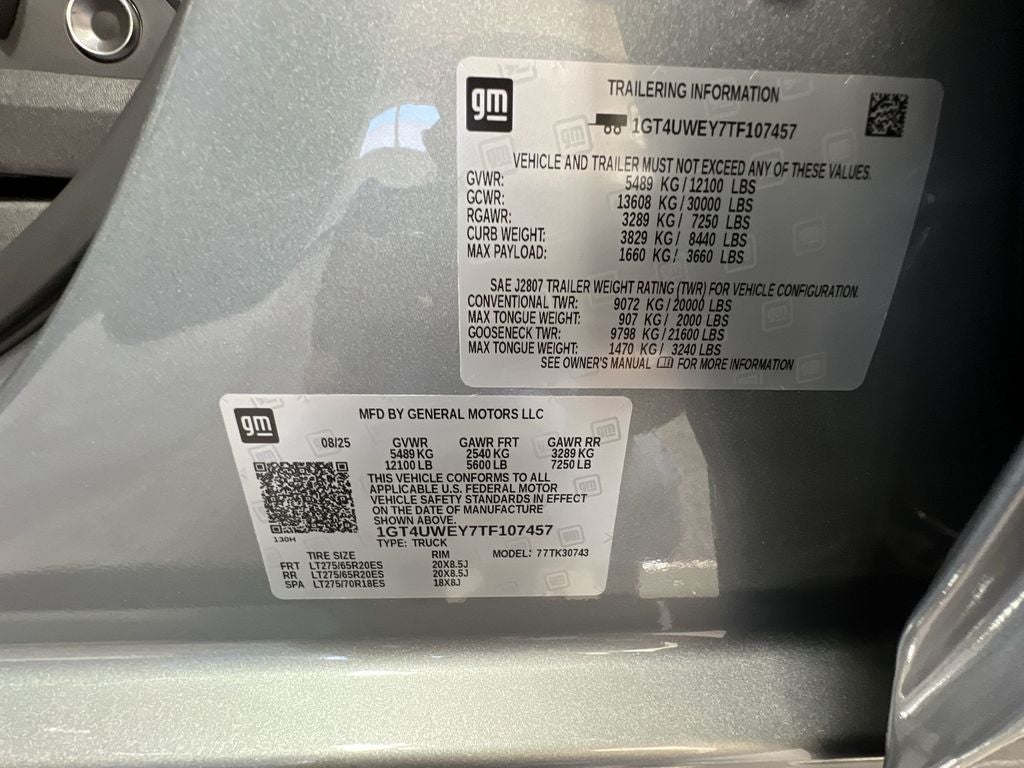 gm
TRAILERING INFORMATION
1GT4UWEY7TF107457
VEHICLE AND TRAILER MUST NOT EXCEED ANY OF THESE VALUES.
GVWR: 5489 KG / 12100 LBS
GCWR: 13608 KG / 30000 LBS
RGAWR: 3289 KG / 7250 LBS
CURB WEIGHT: 3829 KG / 8440 LBS
MAX PAYLOAD: 1660 KG / 3660 LBS
SAE J2807 TRAILER WEIGHT RATING (TWR) FOR VEHICLE CONFIGURATION.
CONVENTIONAL TWR: 9072 KG / 20000 LBS
MAX TONGUE WEIGHT: 907 KG / 2000 LBS
GOOSENECK TWR: 9798 KG / 21600 LBS
MAX TONGUE WEIGHT: 1470 KG / 3240 LBS
SEE OWNER'S MANUAL FOR MORE INFORMATION
gm
MFD BY GENERAL MOTORS LLC
08/25 GVWR GAWR FRT GAWR RR
5489 KG 2540 KG 3289 KG
12100 LB 5600 LB 7250 LB
THIS VEHICLE CONFORMS TO ALL
APPLICABLE U.S. FEDERAL MOTOR
VEHICLE SAFETY STANDARDS IN EFFECT
ON THE DATE OF MANUFACTURE
SHOWN ABOVE.
1GT4UWEY7TF107457
130H
TYPE: TRUCK
TIRE SIZE RIM MODEL: 77TK30743
FRT LT275/65R20ES 20X8.5J
RR LT275/65R20ES 20X8.5J
SPA LT275/70R18ES 18X8J